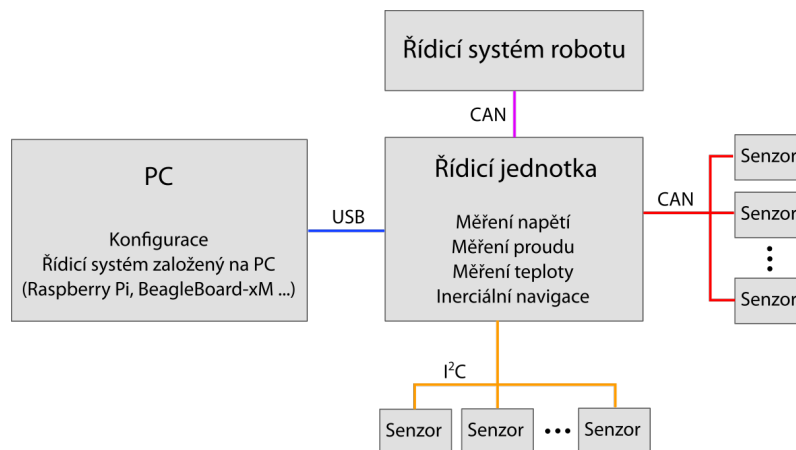 Řídicí systém robotu
CAN
PC
Konfigurace
Řídicí systém založený na PC
(Raspberry Pi, BeagleBoard-xM ...)
USB
Řídicí jednotka
Měření napětí
Měření proudu
Měření teploty
Inerciální navigace
CAN
Senzor
Senzor
Senzor
I²C
Senzor
Senzor
Senzor